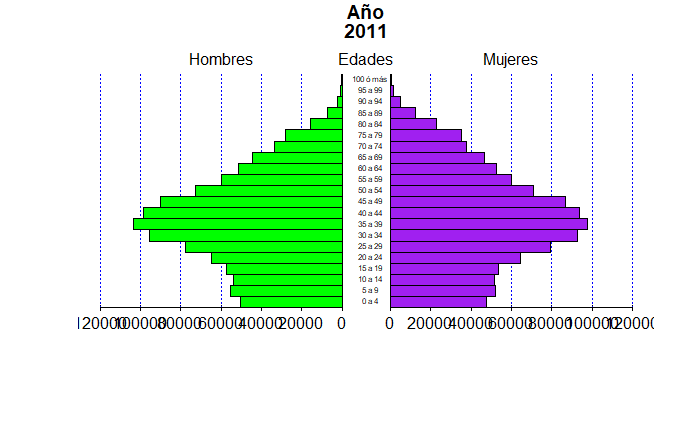 Año
2011
Hombres Edades Mujeres
100 ó más
95 a 99
90 a 94
85 a 89
80 a 84
75 a 79
70 a 74
65 a 69
60 a 64
55 a 59
50 a 54
45 a 49
40 a 44
35 a 39
30 a 34
25 a 29
20 a 24
15 a 19
10 a 14
5 a 9
0 a 4
120000 100000 80000 60000 40000 20000 0 0 20000 40000 60000 80000 100000 120000